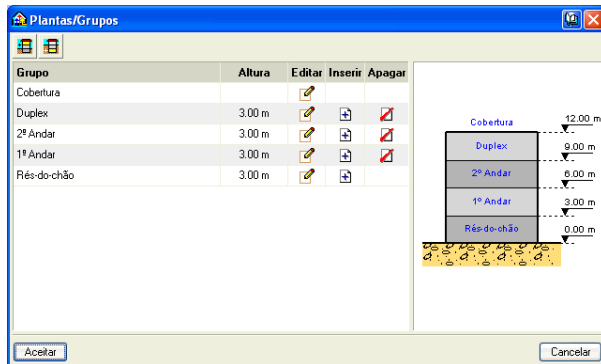 Plantas/Grupos
Grupo Altura Editar Inserir Apagar
Cobertura
Duplex 3.00 m
2º Andar 3.00 m
1º Andar 3.00 m
Rés-do-chão 3.00 m
Cobertura 12.00 m
Duplex 9.00 m
2º Andar 6.00 m
1º Andar 3.00 m
Rés-do-chão 0.00 m
Aceitar Cancelar